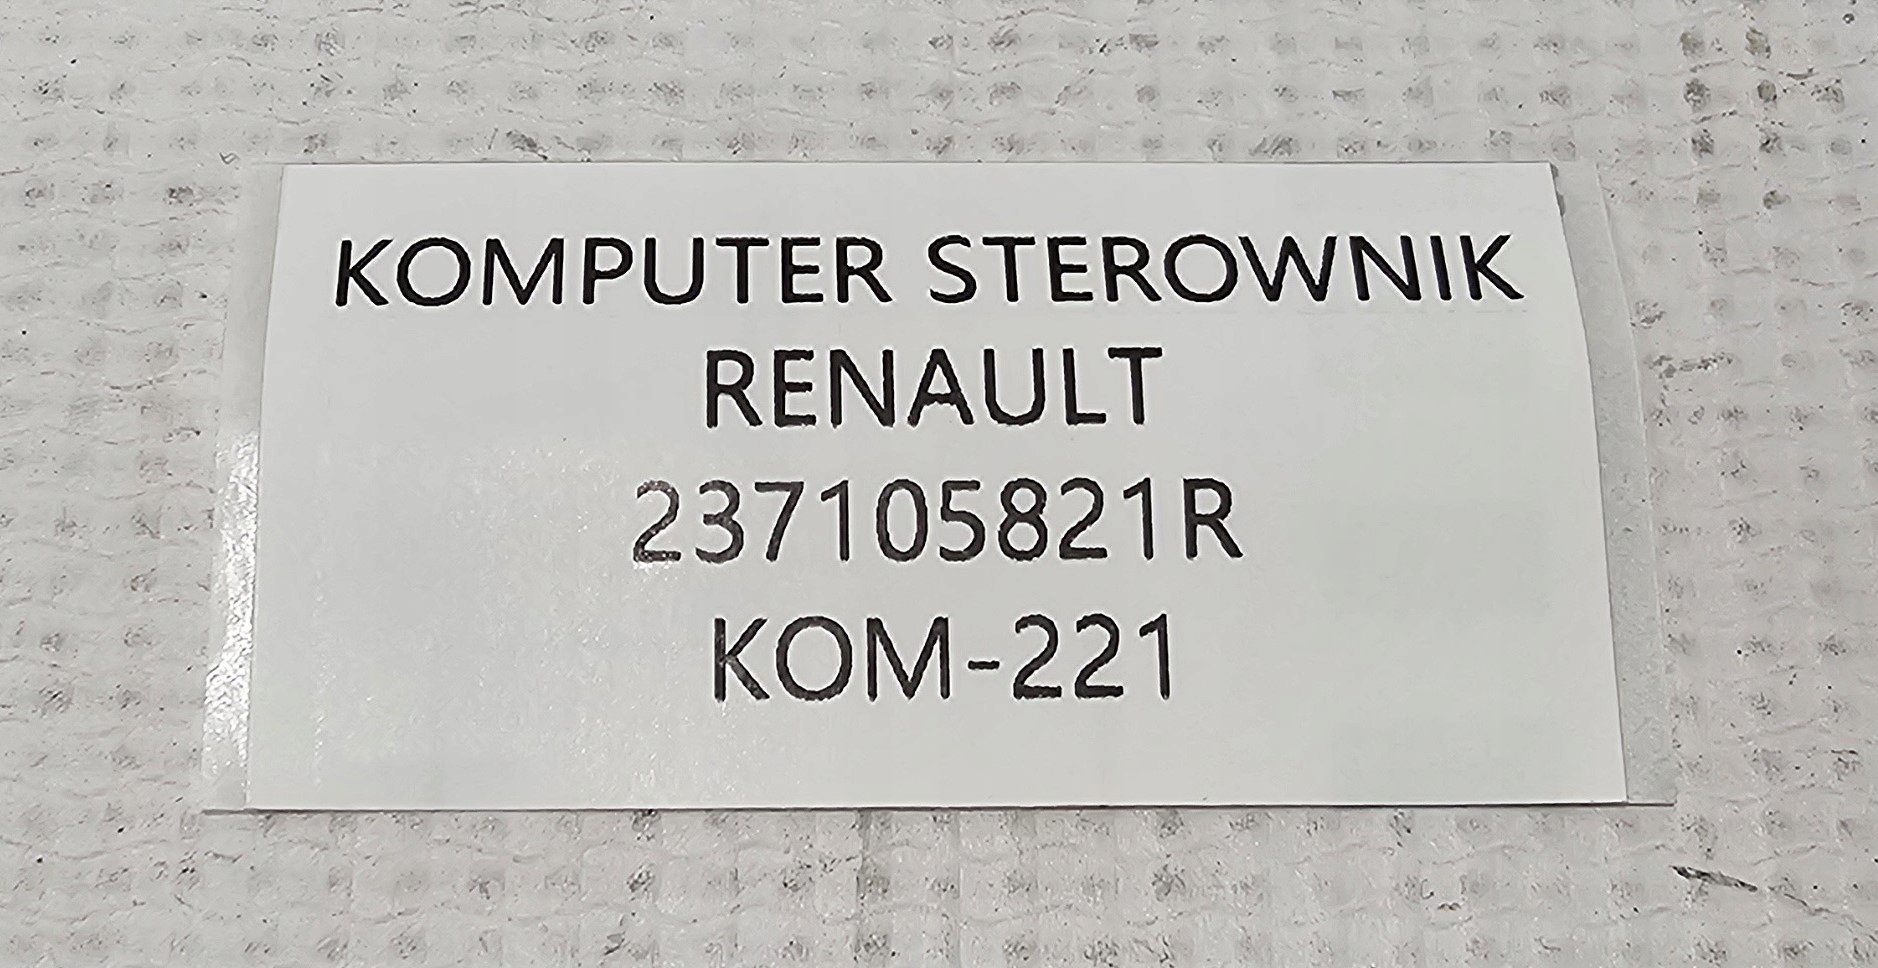 KOMPUTER STEROWNIK
RENAULT
237105821R
KOM-221